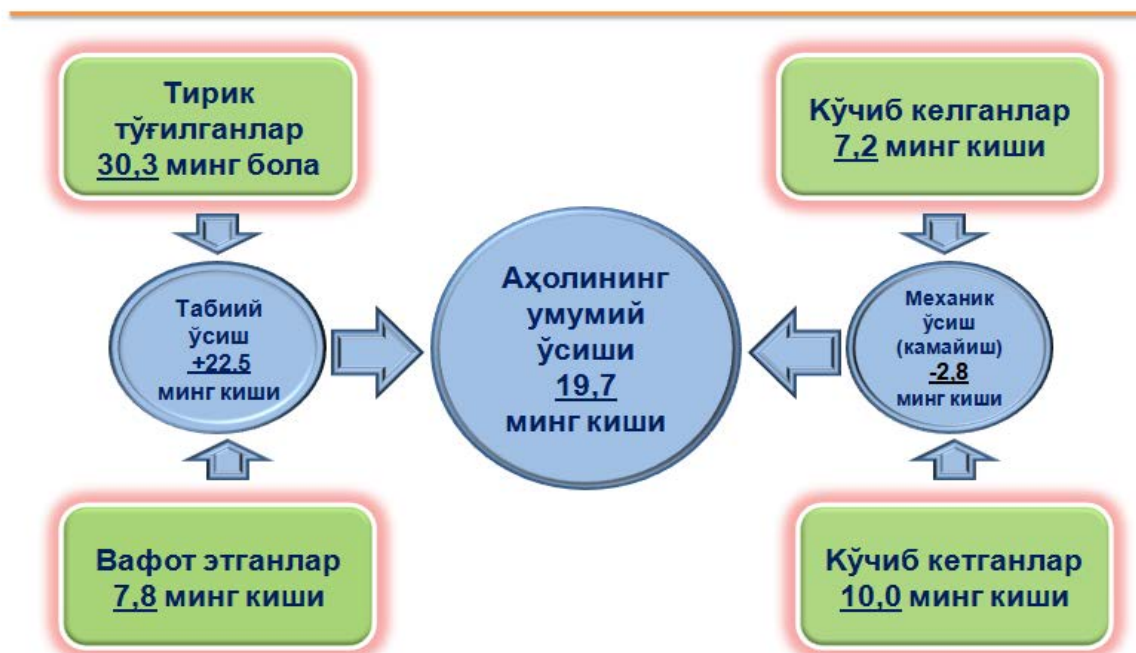 Тирик
тўғилганлар
30,3 минг бола
Кўчиб келганлар
7,2 минг киши
Табиий
ўсиш
+22,5
минг киши
Аҳолининг
умумий
ўсиши
19,7
минг киши
Механик
ўсиш
(камайиш)
-2,8
минг киши
Вафот этганлар
7,8 минг киши
Кўчиб кетганлар
10,0 минг киши